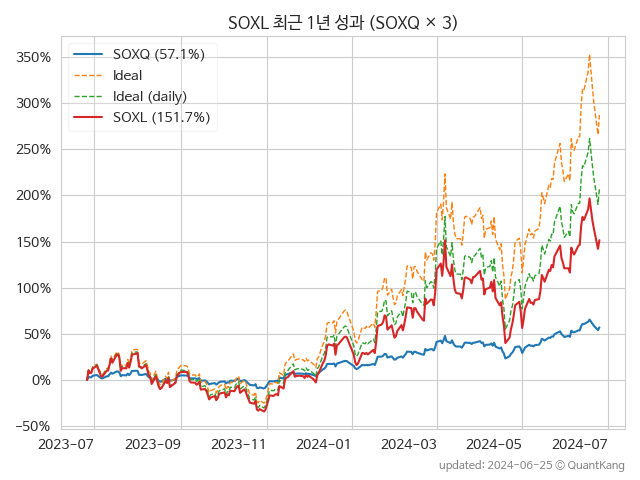 SOXL 최근 1년 성과 (SOXQ × 3)
SOXQ (57.1%)
Ideal
Ideal (daily)
SOXL (151.7%)
350%
300%
250%
200%
150%
100%
50%
0%
−50%
2023-07 2023-09 2023-11 2024-01 2024-03 2024-05 2024-07
updated: 2024-06-25 ⓒ QuantKang